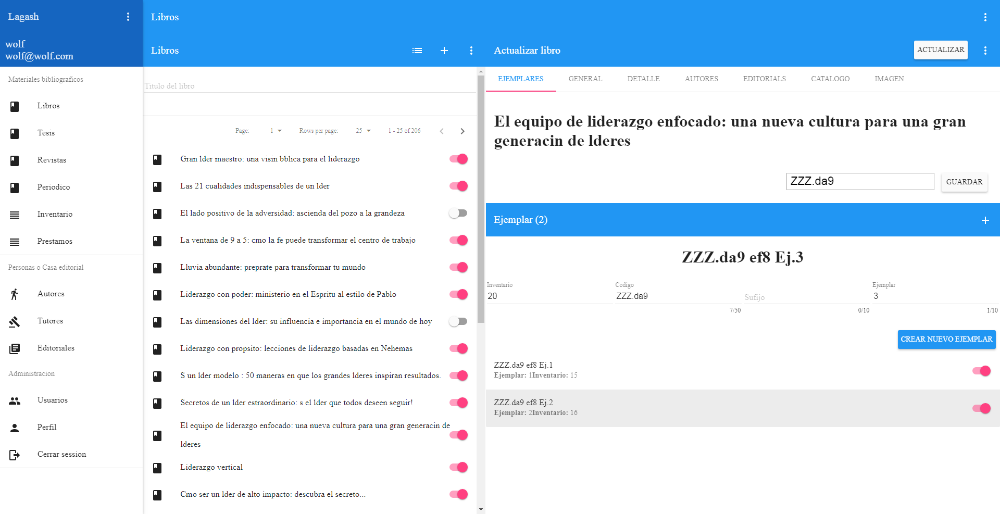 Lagash
wolf
wolf@wolf.com
Materiales bibliograficos
Libros
Tesis
Revistas
Periodico
Inventario
Prestamos
Personas o Casa editorial
Autores
Tutores
Editoriales
Administracion
Usuarios
Perfil
Cerrar session
Libros
Libros
Titulo del libro
Page: 1 Rows per page: 25 1 - 25 of 206
Gran lder maestro: una visin bblica para el liderazgo
Las 21 cualidades indispensables de un lder
El lado positivo de la adversidad: ascienda del pozo a la grandeza
La ventana de 9 a 5: cmo la fe puede transformar el centro de trabajo
Lluvia abundante: preprate para transformar tu mundo
Liderazgo con poder: ministerio en el Espritu al estilo de Pablo
Las dimensiones del lder: su influencia e importancia en el mundo de hoy
Liderazgo con propsito: lecciones de liderazgo basadas en Nehemas
S un lder modelo : 50 maneras en que los grandes lderes inspiran resultados.
Secretos de un lder estraordinario: s el lder que todos deseen seguir!
El equipo de liderazgo enfocado: una nueva cultura para una gran generacin de
lderes
Liderazgo vertical
Cmo ser un lder de alto impacto: descubra el secreto...
Actualizar libro
ACTUALIZAR
EJEMPLARES GENERAL DETALLE AUTORES EDITORIALS CATALOGO IMAGEN
El equipo de liderazgo enfocado: una nueva cultura para una gran
generacin de lderes
ZZZ.da9 GUARDAR
Ejemplar (2)
ZZZ.da9 ef8 Ej.3
Inventario Codigo Ejemplar
20 ZZZ.da9 Sufijo 3
7/50 0/10 1/10
CREAR NUEVO EJEMPLAR
ZZZ.da9 ef8 Ej.1
Ejemplar: 1Inventario: 15
ZZZ.da9 ef8 Ej.2
Ejemplar: 2Inventario: 16